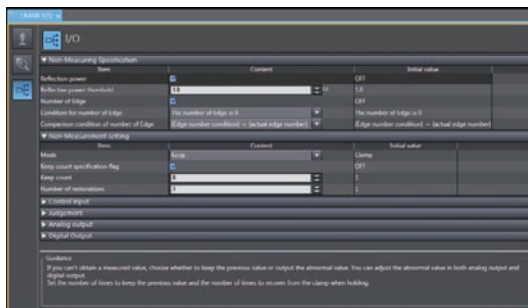 I/O
Non-Measuring Specification
Item Content Initial value
Reflection power OFF
Reflective power threshold 1.0 1.0
Number of Edge OFF
Condition for number of Edge The number of Edge is 0 The number of Edge is 0
Comparison condition of number of Edge (Edge number condition) (actual edge number) (Edge number condition) (actual edge number)
Non-Measurement setting
Item Content Initial value
Mode Keep Clamp
Keep count specification flag OFF
Keep count
Number of restorations
Control input
Judgement
Analog output
Digital Output
Guidance
If you can't obtain a measured value, choose whether to keep the previous value or output the abnormal value. You can adjust the abnormal value in both analog output and
digital output.
Set the number of times to keep the previous value and the number of times to recover from the clamp when holding.